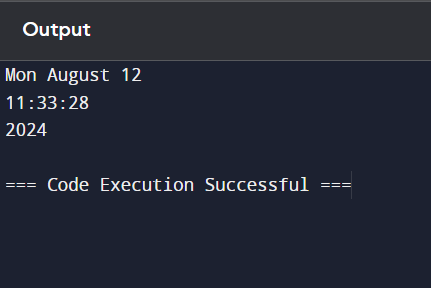 Output
Mon August 12
11:33:28
2024
=== Code Execution Successful ===